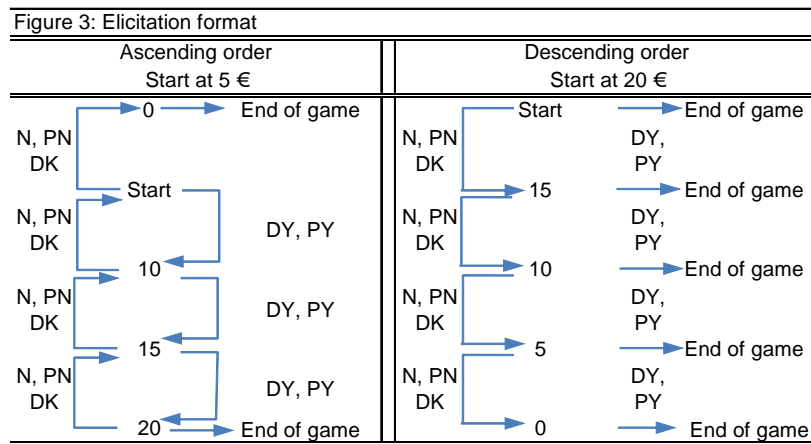 Figure 3: Elicitation format
Ascending order
Start at 5 €
Descending order
Start at 20 €
0 End of game
N, PN
DK
Start
N, PN
DK
DY, PY
10
N, PN
DK
DY, PY
15
N, PN
DK
DY, PY
20 End of game
Start End of game
N, PN
DK
DY,
PY
15 End of game
N, PN
DK
DY,
PY
10 End of game
N, PN
DK
DY,
PY
5 End of game
N, PN
DK
DY,
PY
0 End of game